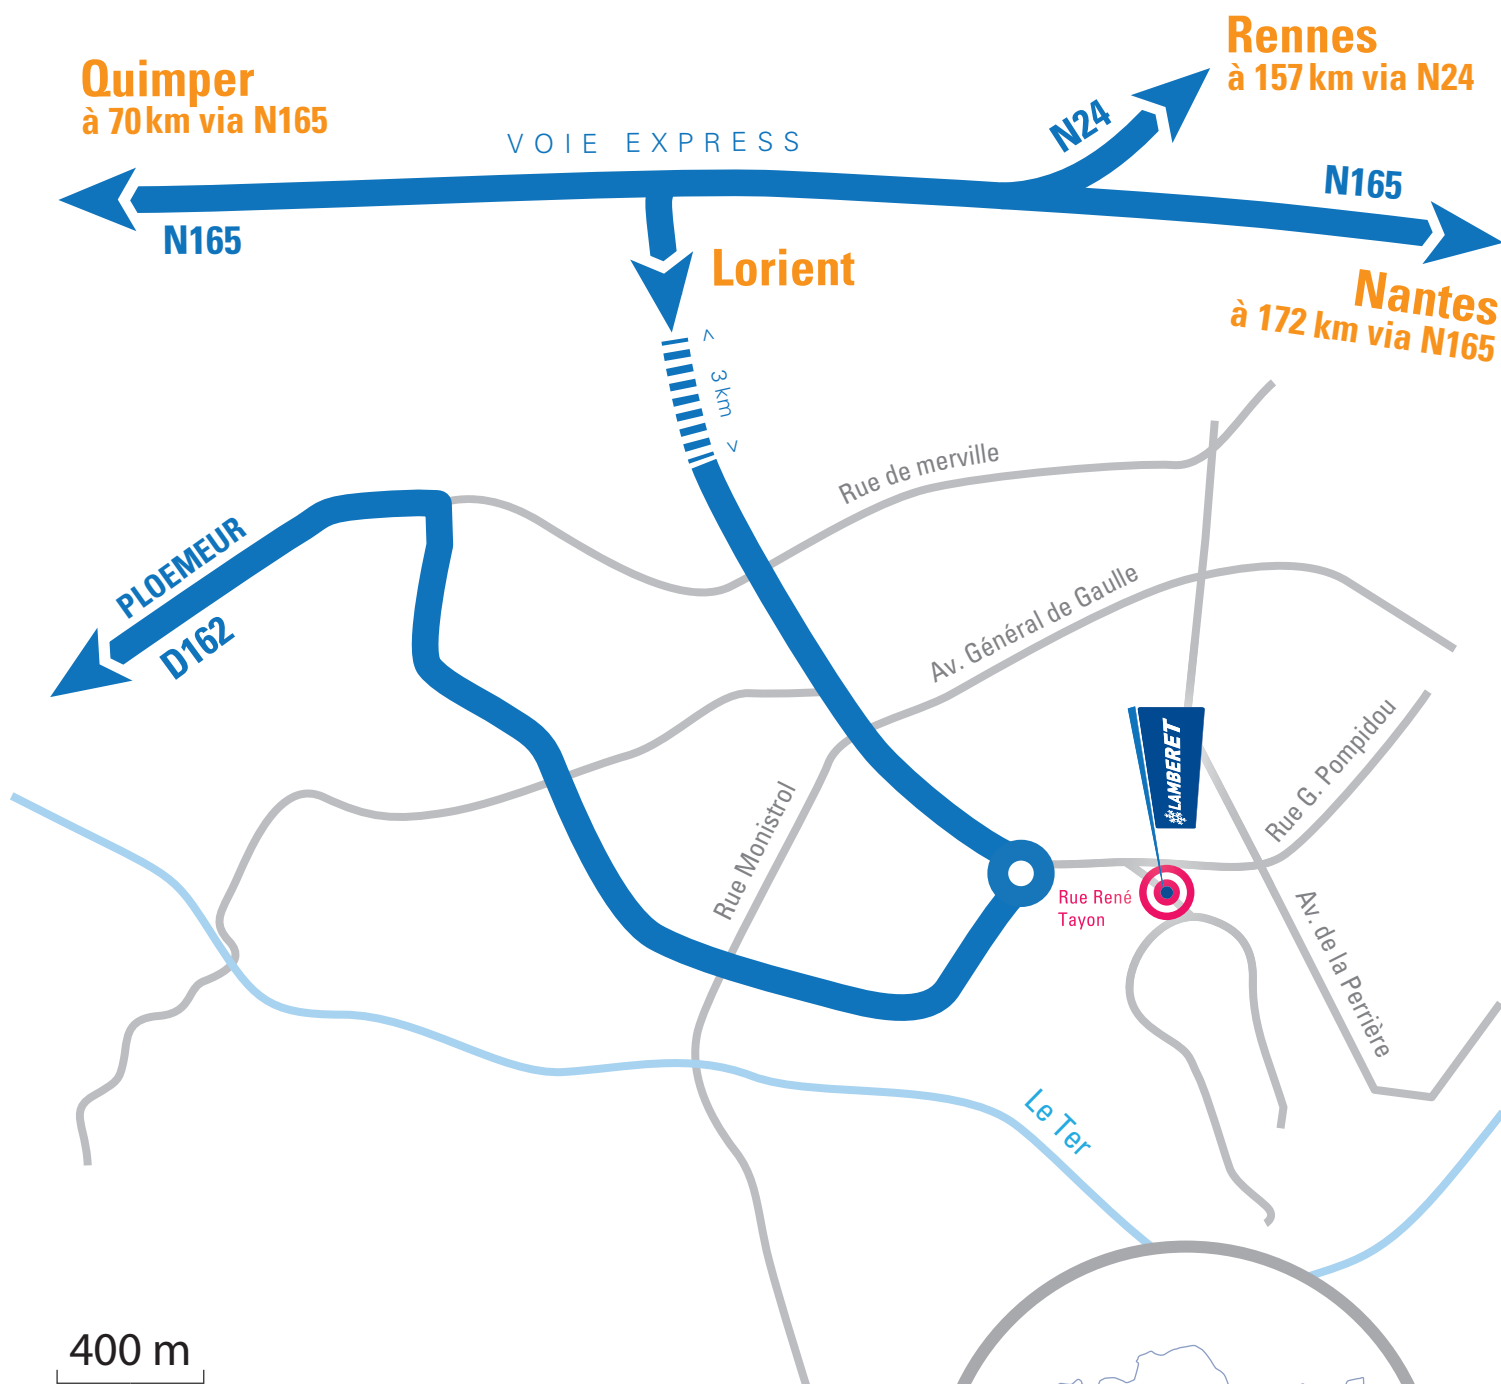 Rennes
à 157 km via N24
Quimper
à 70 km via N165
VOIE EXPRESS
N24
N165
N165
Lorient
Nantes
à 172 km via N165
< 3 km >
Rue de merville
PLOEMEUR
D162
Av. Général de Gaulle
LAMBERET
Rue G. Pompidou
Rue Monistrol
Rue René
Tayon
Av. de la Perrière
Le Ter
400 m